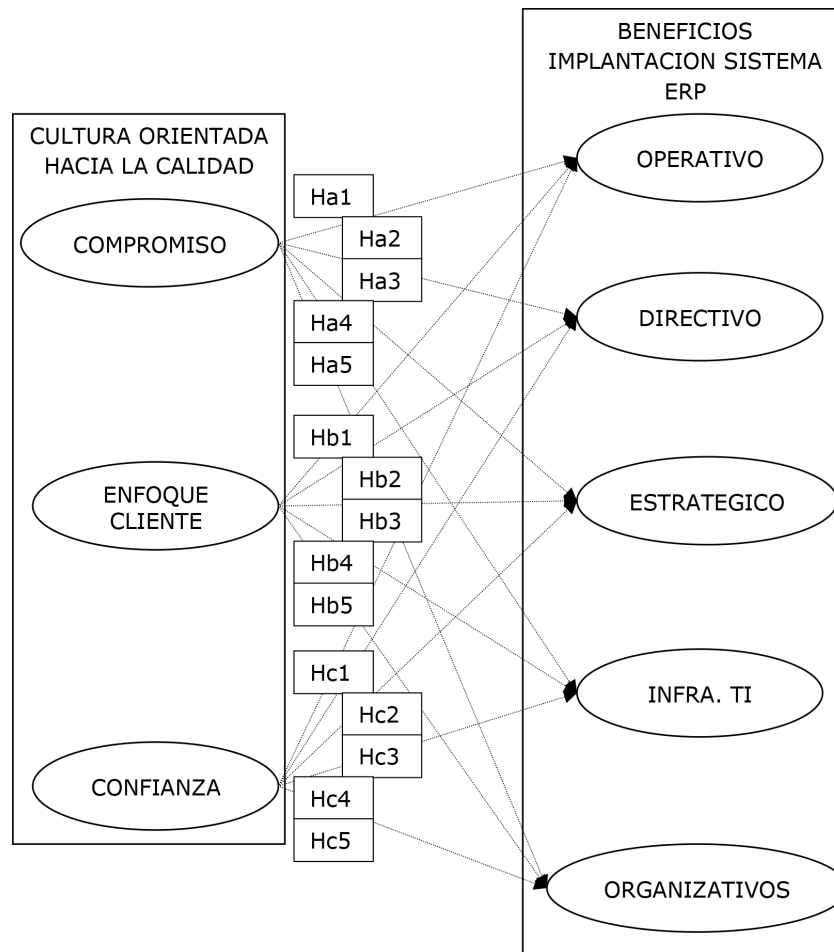 BENEFICIOS
IMPLANTACION SISTEMA
ERP
CULTURA ORIENTADA
HACIA LA CALIDAD
OPERATIVO
Ha1
COMPROMISO
Ha2
Ha3
Ha4
DIRECTIVO
Ha5
Hb1
Hb2
ENFOQUE
CLIENTE
ESTRATEGICO
Hb3
Hb4
Hb5
Hc1
INFRA. TI
Hc2
Hc3
CONFIANZA
Hc4
Hc5
ORGANIZATIVOS